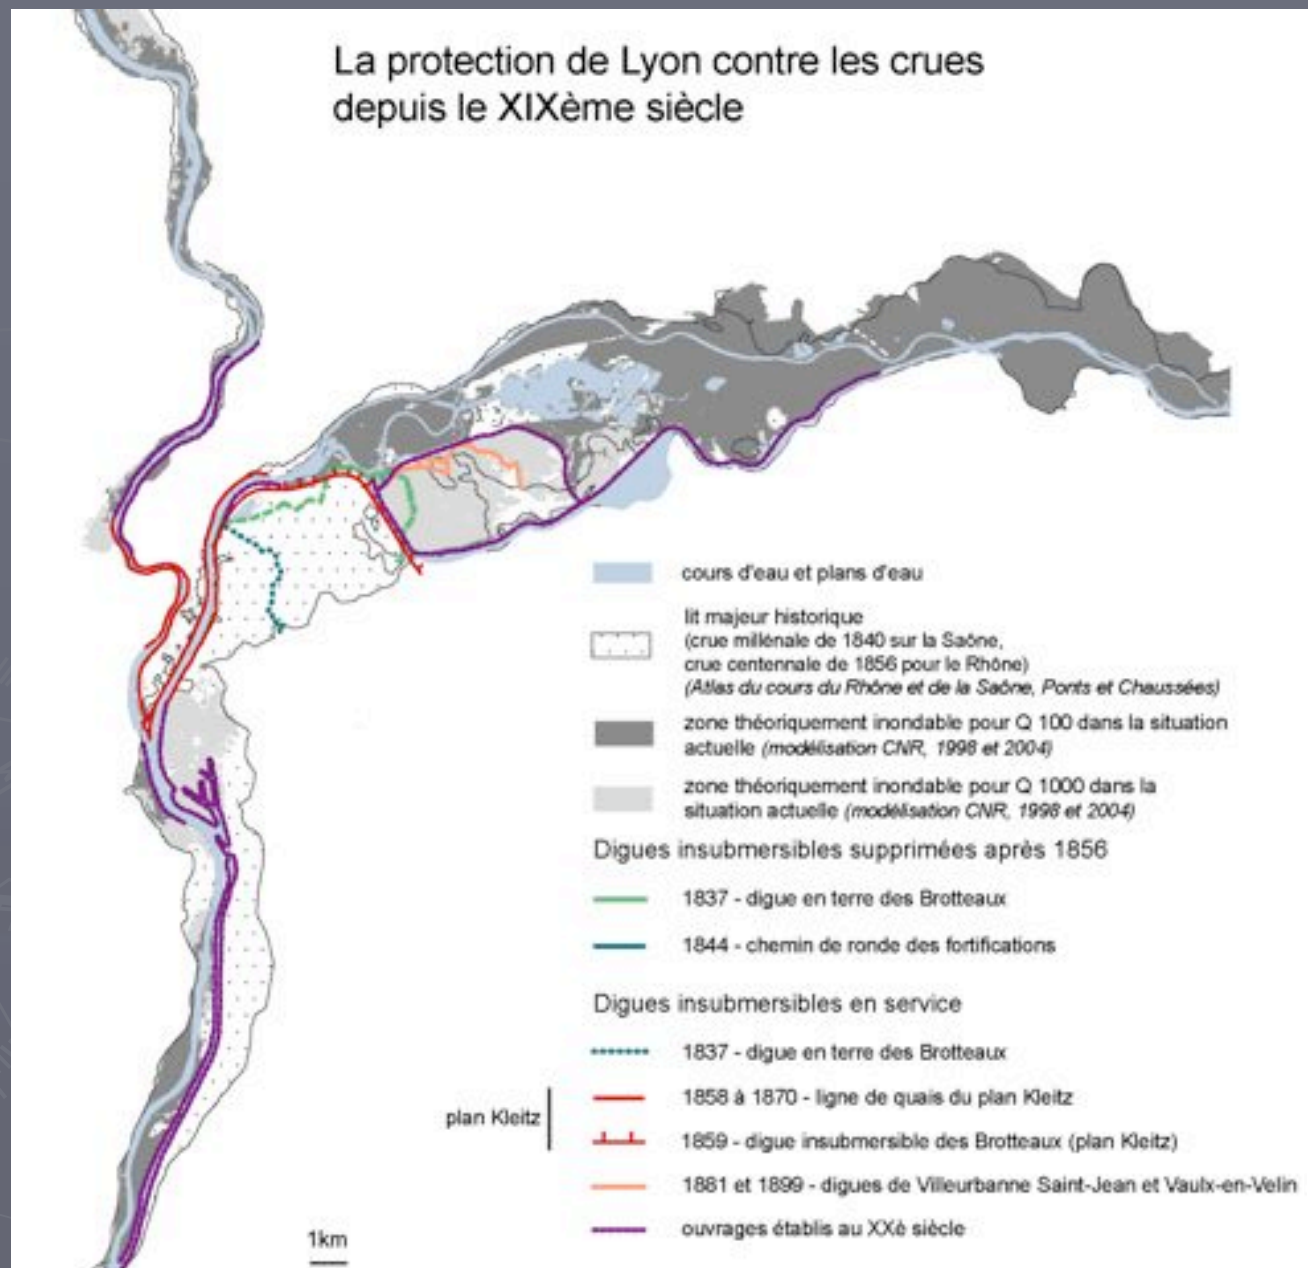 La protection de Lyon contre les crues
depuis le XIXème siècle
cours d'eau et plans d'eau
lit majeur historique
(crue millénale de 1840 sur la Saône,
crue centennale de 1856 pour le Rhône)
(Atlas du cours du Rhône et de la Saône, Ponts et Chaussées)
zone théoriquement inondable pour Q 100 dans la situation
actuelle (modélisation CNR, 1998 et 2004)
zone théoriquement inondable pour Q 1000 dans la
situation actuelle (modélisation CNR, 1998 et 2004)
Digues insubmersibles supprimées après 1856
1837 - digue en terre des Brotteaux
1844 - chemin de ronde des fortifications
Digues insubmersibles en service
1837 - digue en terre des Brotteaux
plan Kleitz
1858 à 1870 - ligne de quais du plan Kleitz
1859 - digue insubmersible des Brotteaux (plan Kleitz)
1881 et 1899 - digues de Villeurbanne Saint-Jean et Vaulx-en-Velin
ouvrages établis au XXè siècle
1km